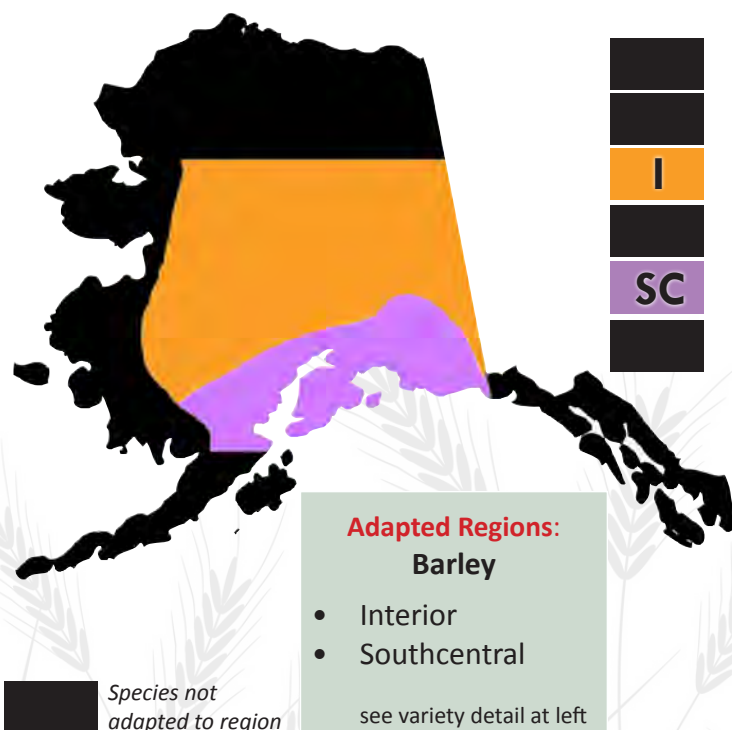 I
SC
Adapted Regions:
Barley
• Interior
• Southcentral
see variety detail at left
Species not
adapted to region